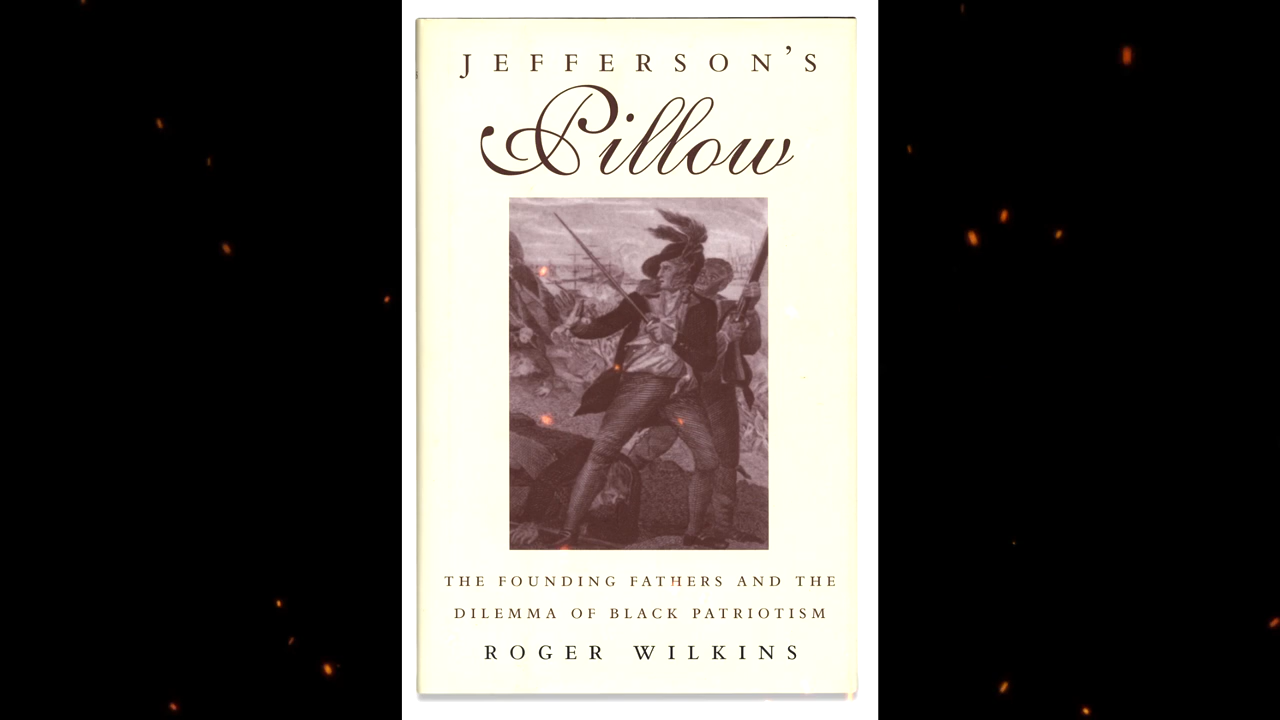 JEFFERSON'S
Pillow
THE FOUNDING FATHERS AND THE
DILEMMA OF BLACK PATRIOTISM
ROGER WILKINS